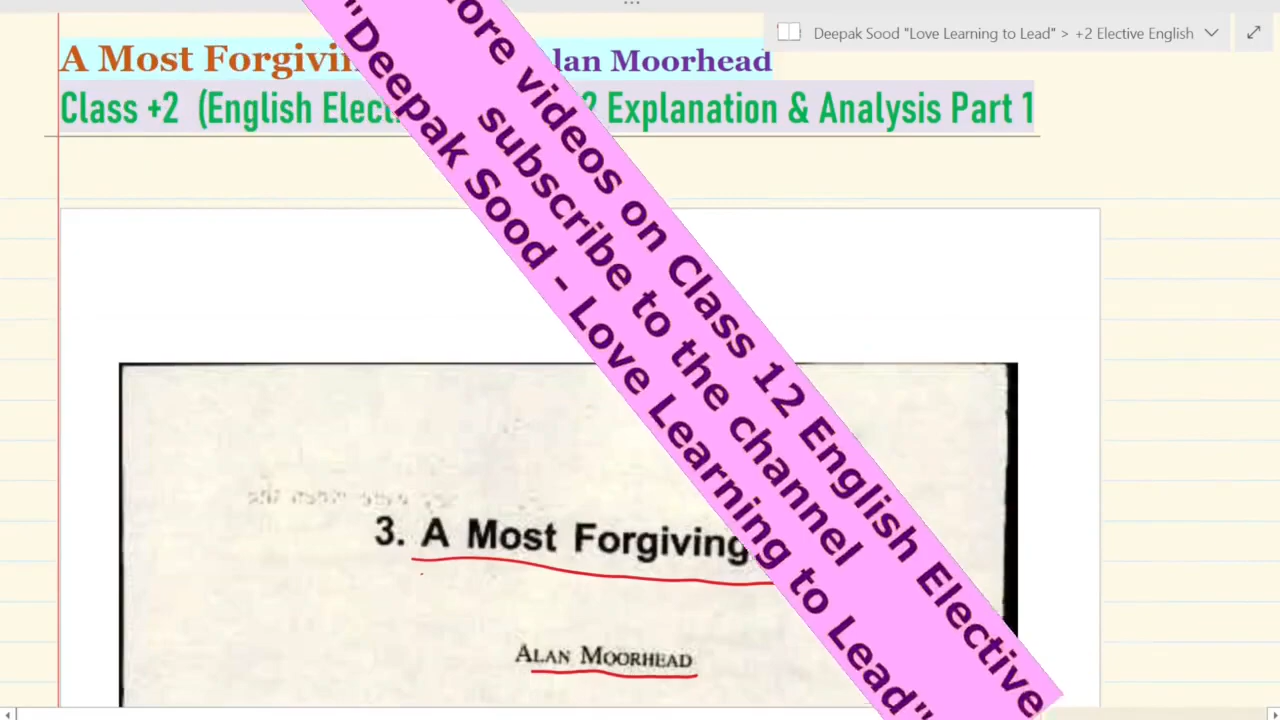 Deepak Sood "Love Learning to Lead" > +2 Elective English
A Most Forgivin lan Moorhead
Class +2 (English Elect 2 Explanation & Analysis Part 1
ore videos on Class 12 English Elective
subscribe to the channel
"Deepak Sood - Love Learning to Lead"
3. A Most Forgiving
ALAN MOORHEAD